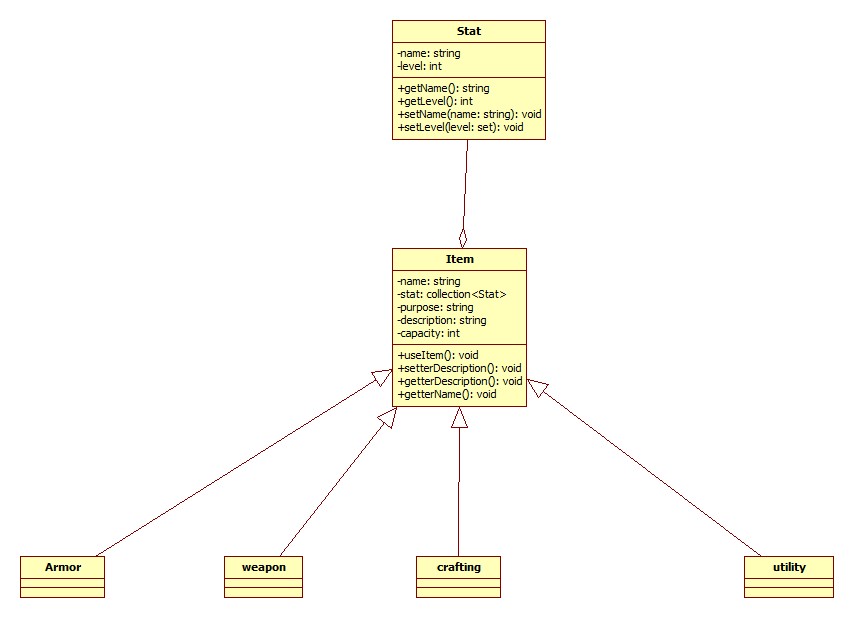 Stat
-name: string
-level: int
+getName(): string
+getLevel(): int
+setName(name: string): void
+setLevel(level: set): void
Item
-name: string
-stat: collection<Stat>
-purpose: string
-description: string
-capacity: int
+useItem(): void
+setterDescription(): void
+getterDescription(): void
+getterName(): void
Armor
weapon
crafting
utility